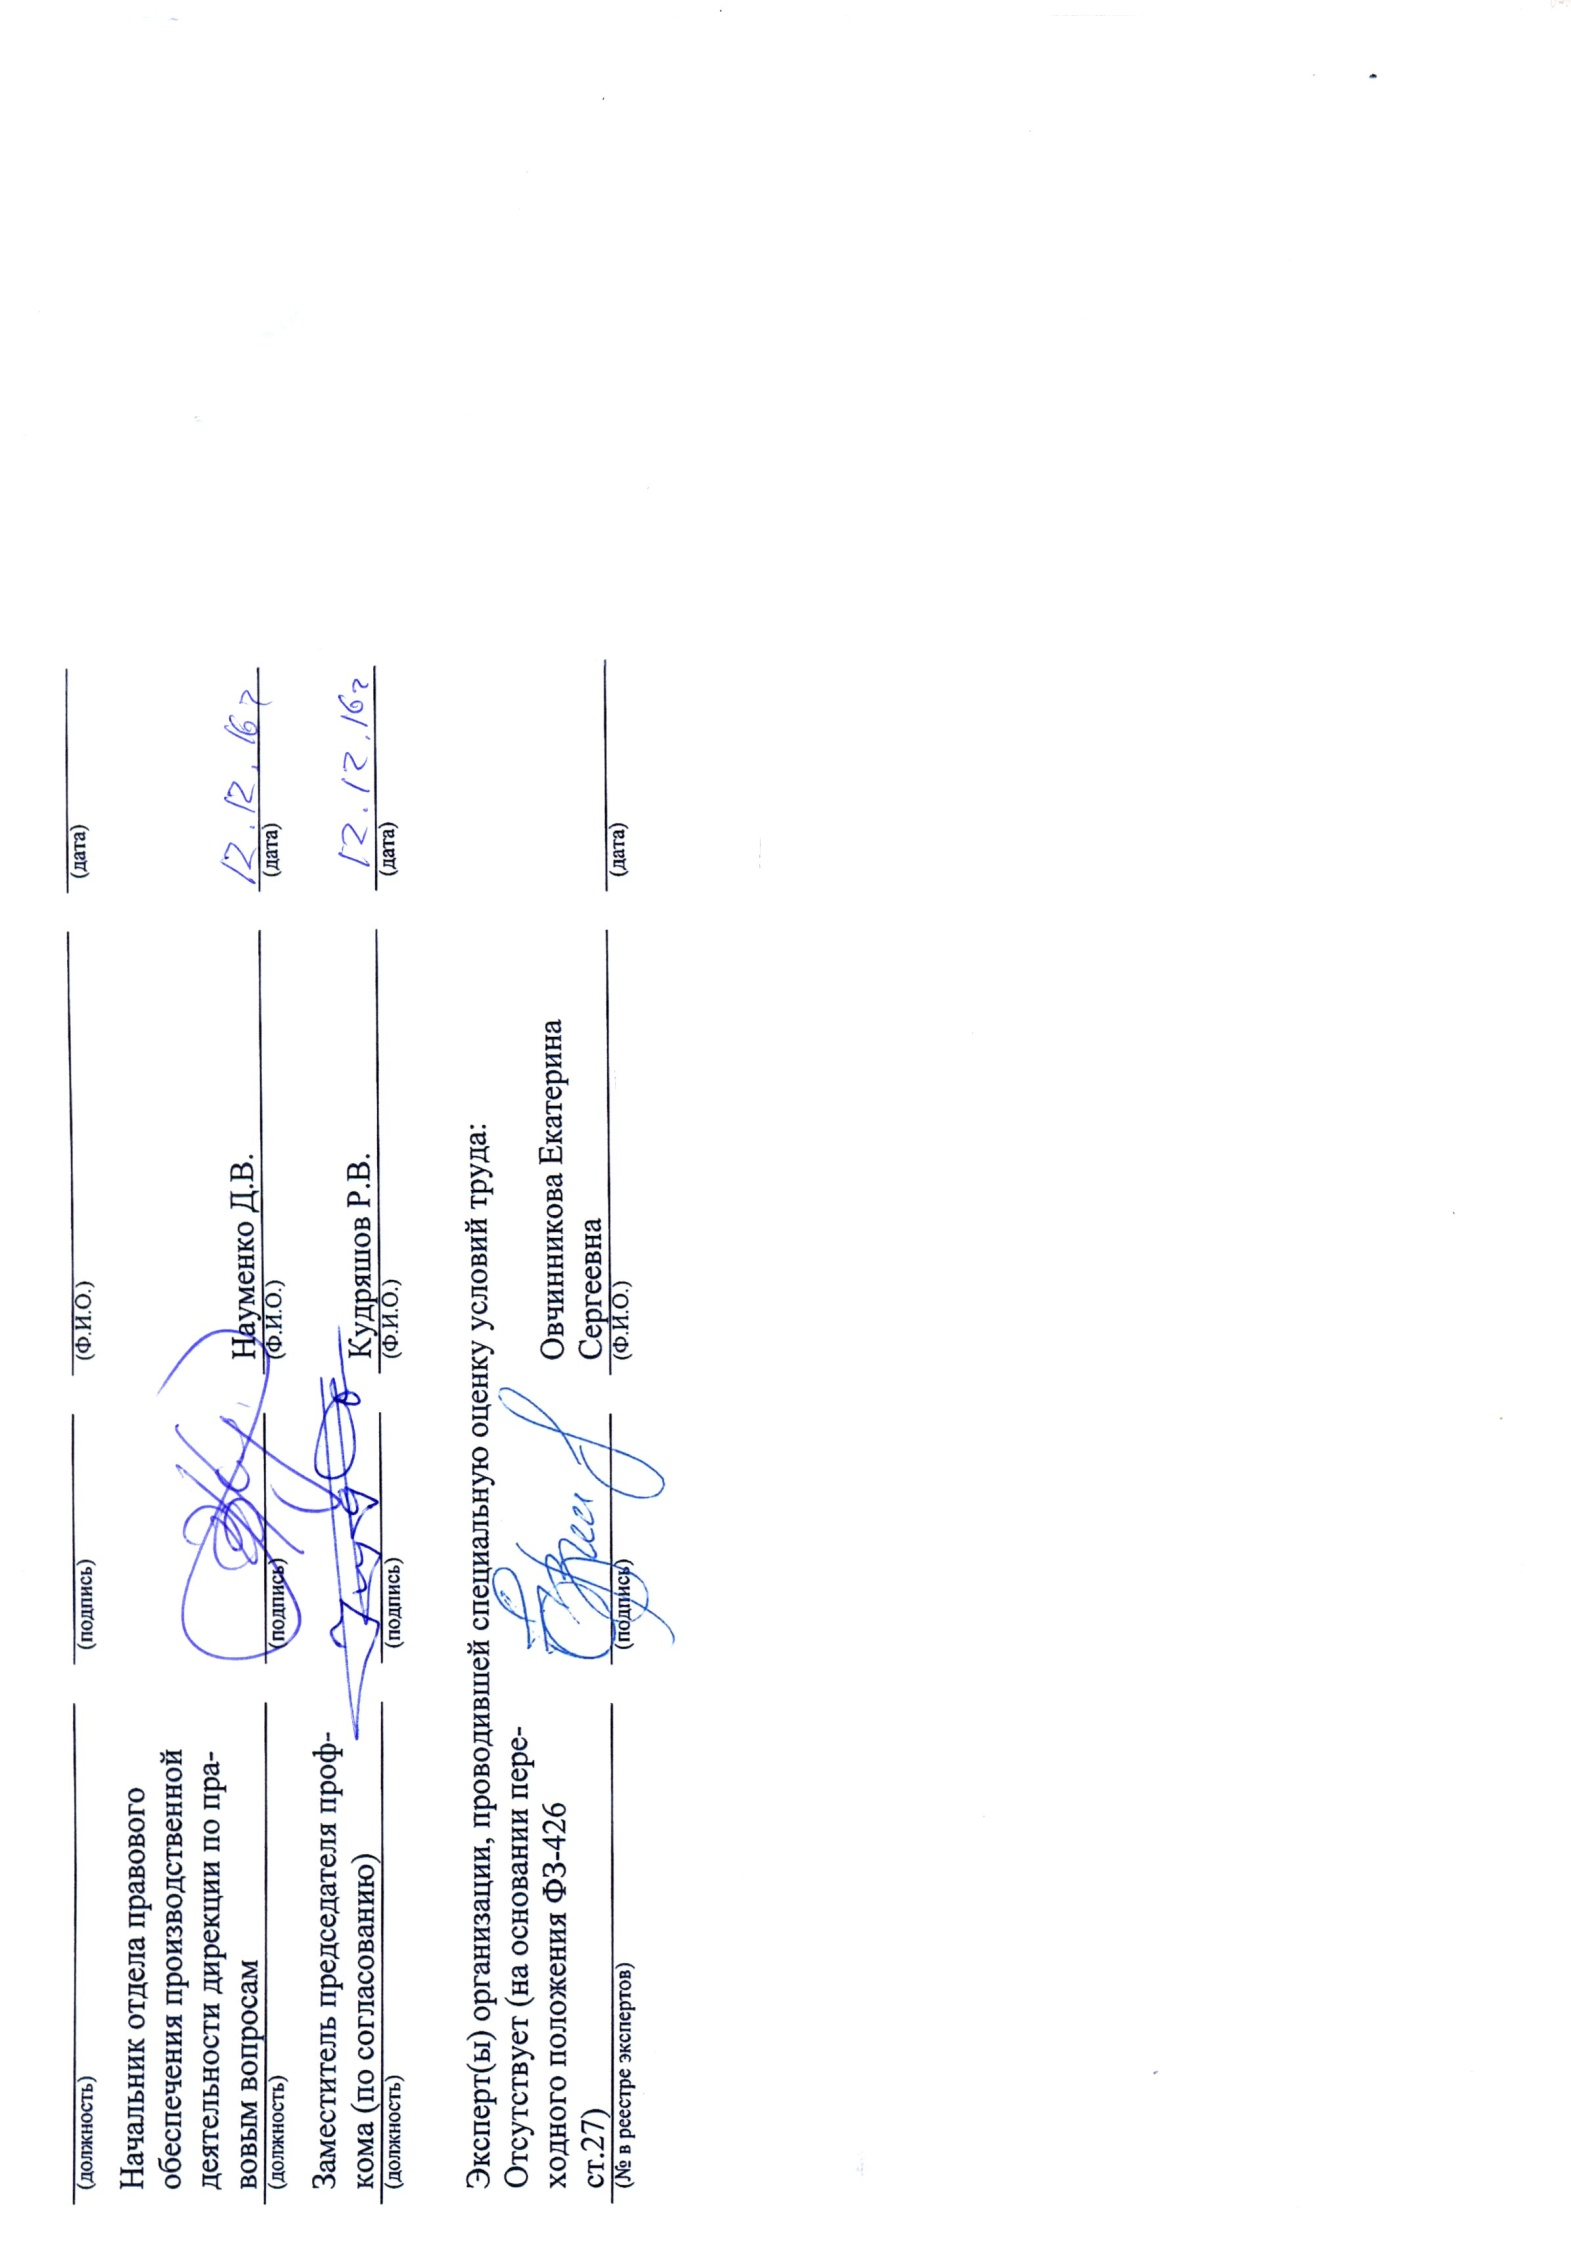 (должность) (подпись) (Ф.И.О.) (дата)
Начальник отдела правового
обеспечения производственной
деятельности дирекции по пра-
вовым вопросам Науменко Д.В. 12.12.16г
(должность) (подпись) (Ф.И.О.) (дата)
Заместитель председателя проф-
кома (по согласованию) Кудряшов Р.В. 12.12.16г
(должность) (подпись) (Ф.И.О.) (дата)
Эксперт(ы) организации, проводившей специальную оценку условий труда:
Отсутствует (на основании пере-
ходного положения ФЗ-426 Овчинникова Екатерина
ст.27) Сергеевна
(№ в реестре экспертов) (подпись) (Ф.И.О.) (дата)